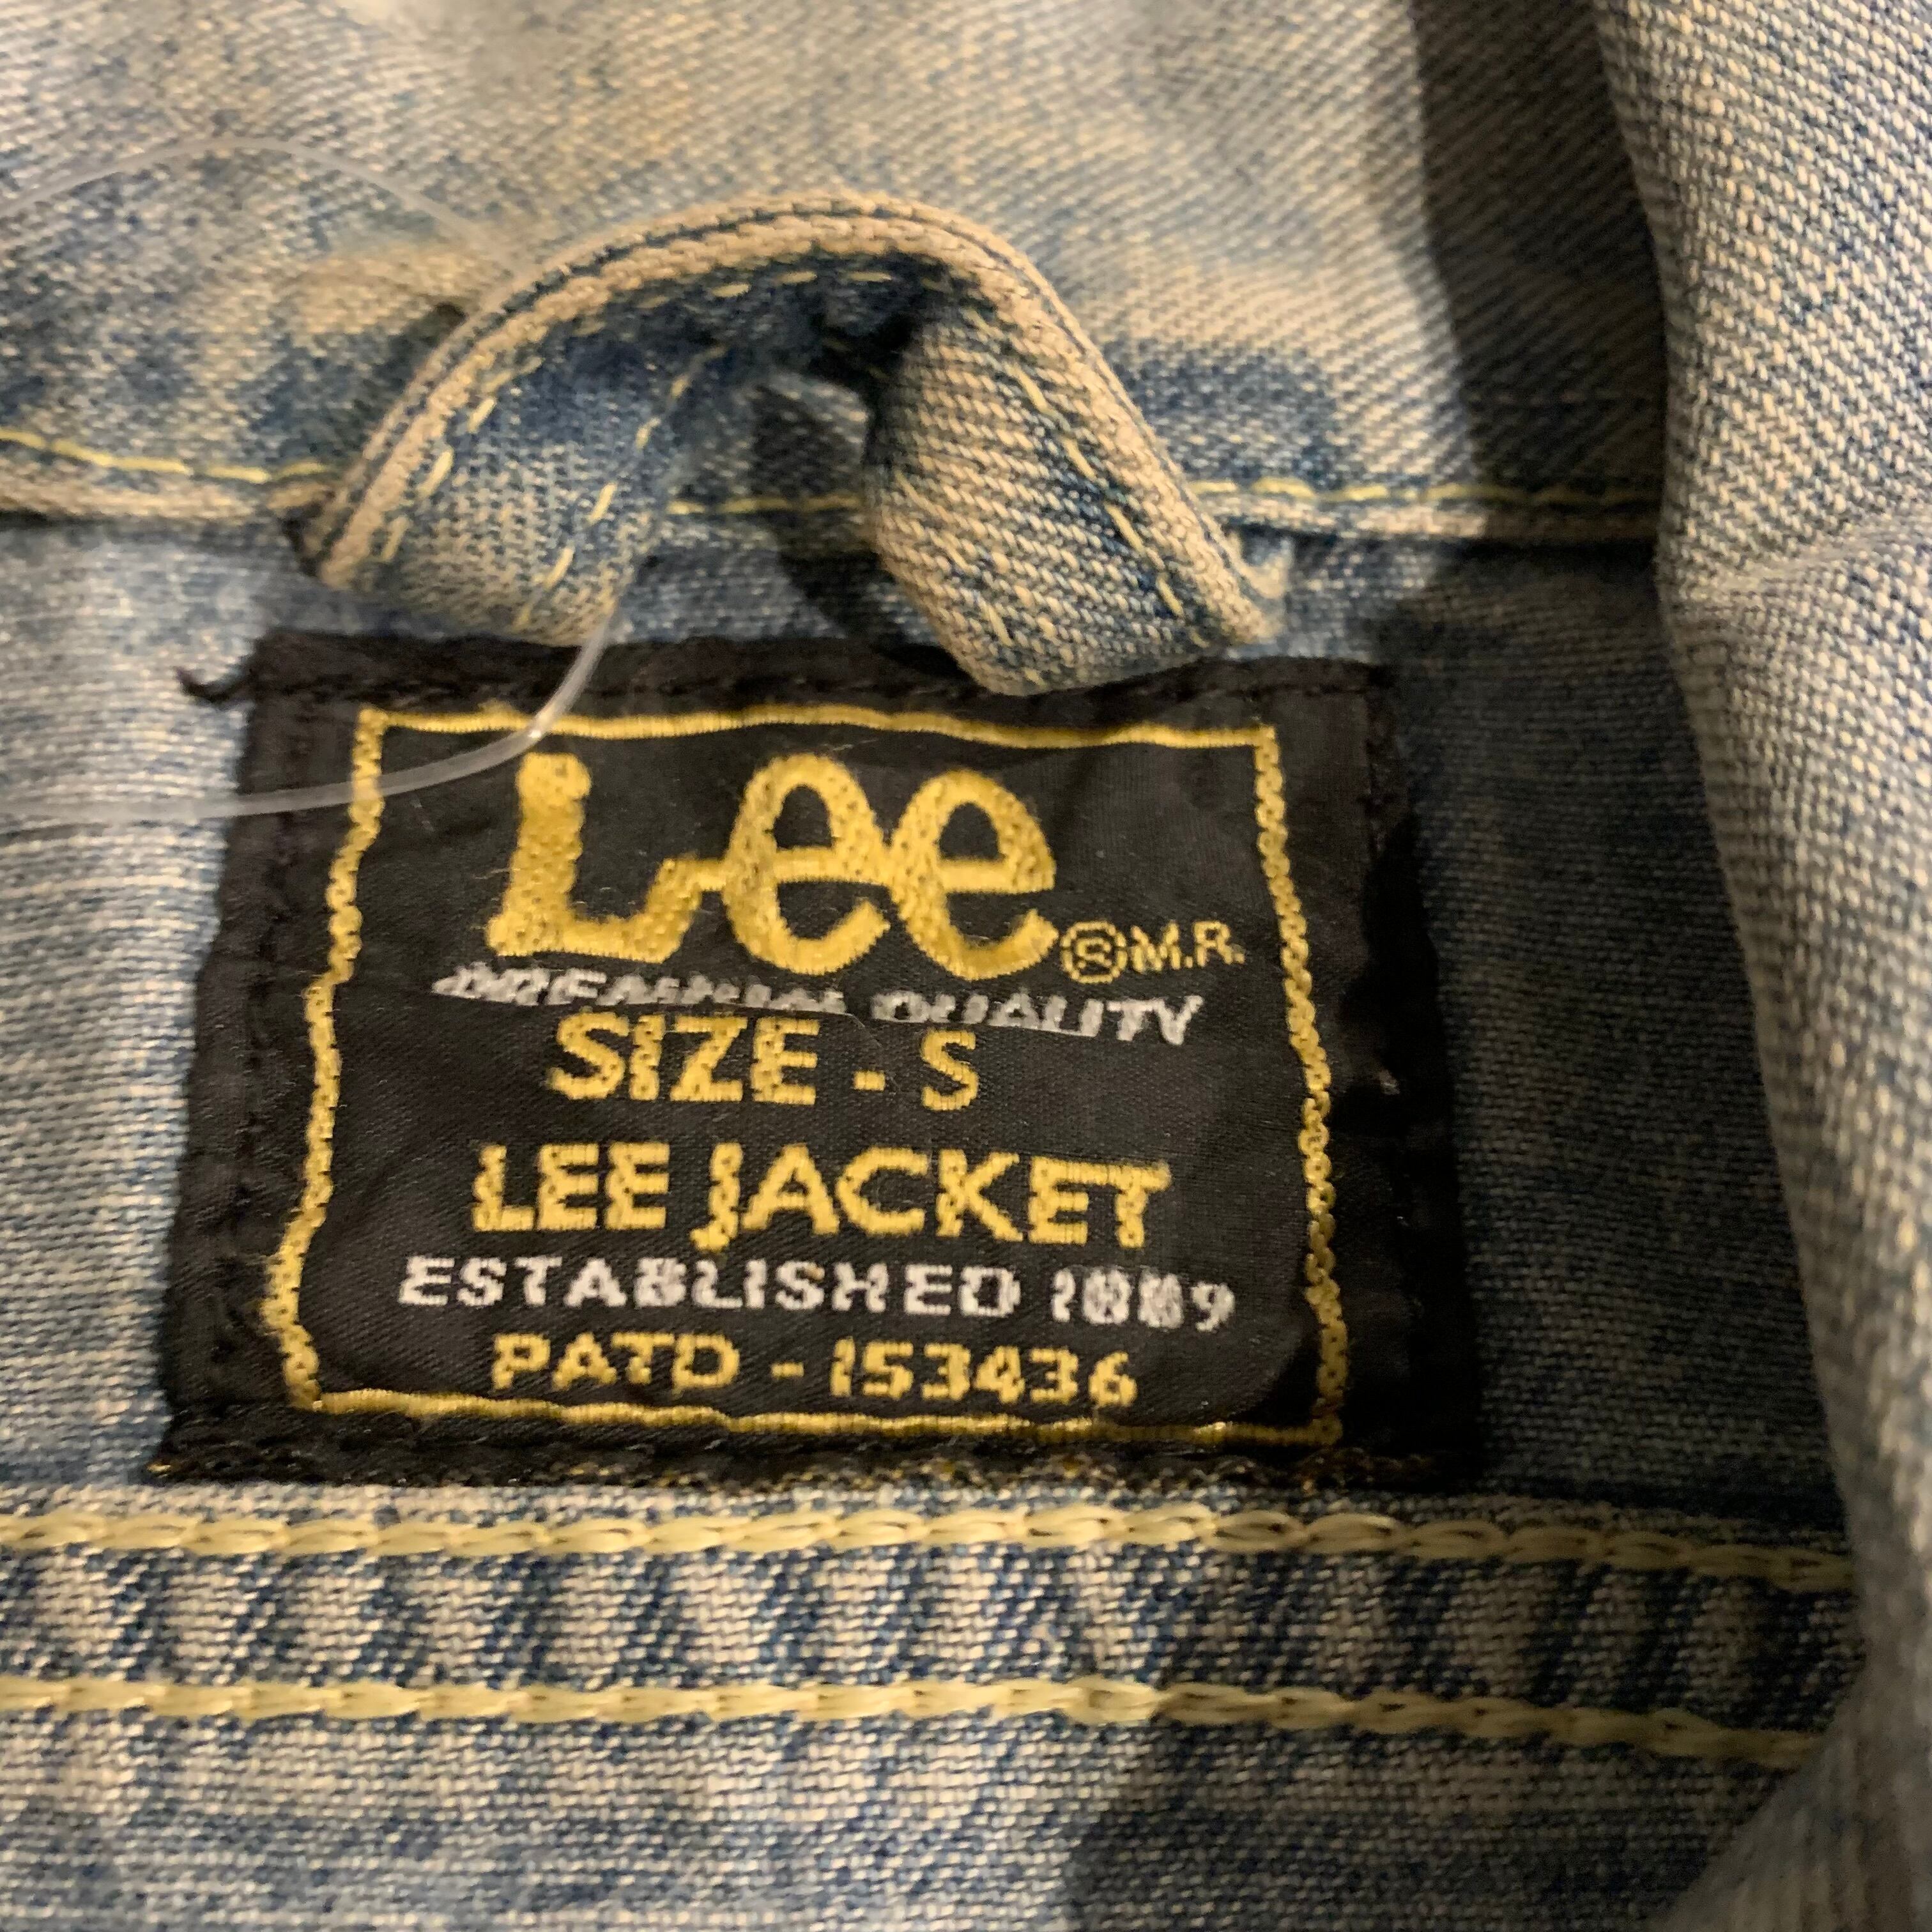 Lee ® M.R.
QUALITY
SIZE - S
LEE JACKET
ESTABLISHED 1889
PATD - 153436